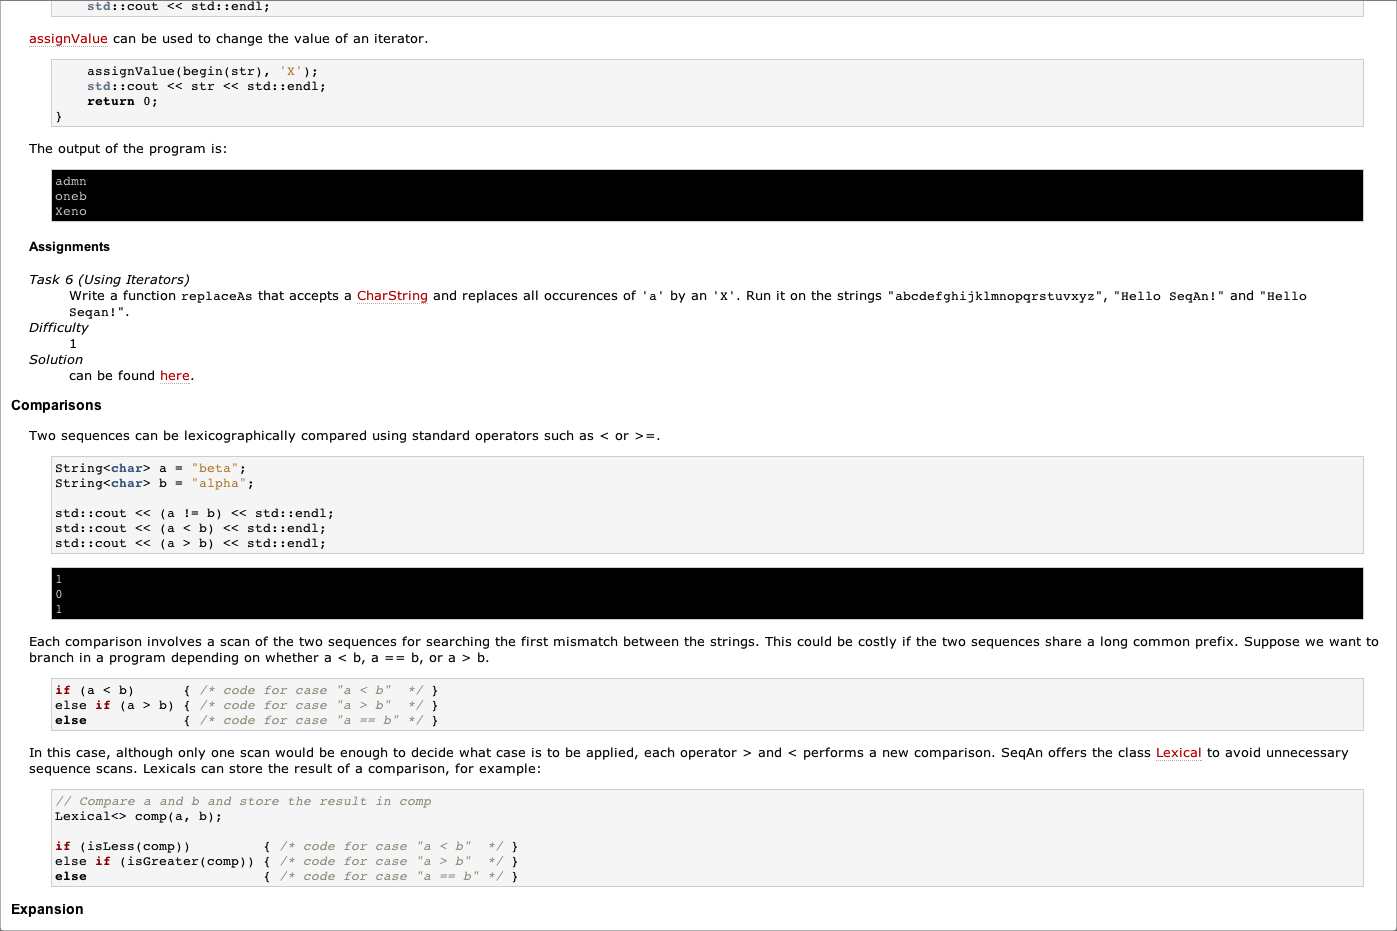 std::cout << std::endl;
assignValue can be used to change the value of an iterator.
    assignValue(begin(str), 'X');
    std::cout << str << std::endl;
    return 0;
}
The output of the program is:
admn
oneb
Xeno
Assignments
Task 6 (Using Iterators)
Write a function replaceAs that accepts a CharString and replaces all occurences of 'a' by an 'X'. Run it on the strings "abcdefghijklmnopqrstuvxyz", "Hello SeqAn!" and "Hello
Seqan!".
Difficulty
1
Solution
can be found here.
Comparisons
Two sequences can be lexicographically compared using standard operators such as < or >=.
String<char> a = "beta";
String<char> b = "alpha";
std::cout << (a != b) << std::endl;
std::cout << (a < b) << std::endl;
std::cout << (a > b) << std::endl;
1
0
1
Each comparison involves a scan of the two sequences for searching the first mismatch between the strings. This could be costly if the two sequences share a long common prefix. Suppose we want to
branch in a program depending on whether a < b, a == b, or a > b.
if (a < b)      { /* code for case "a < b"  */ }
else if (a > b) { /* code for case "a > b"  */ }
else            { /* code for case "a == b" */ }
In this case, although only one scan would be enough to decide what case is to be applied, each operator > and < performs a new comparison. SeqAn offers the class Lexical to avoid unnecessary
sequence scans. Lexicals can store the result of a comparison, for example:
// Compare a and b and store the result in comp
Lexical<> comp(a, b);
if (isLess(comp))         { /* code for case "a < b"  */ }
else if (isGreater(comp)) { /* code for case "a > b"  */ }
else                      { /* code for case "a == b" */ }
Expansion